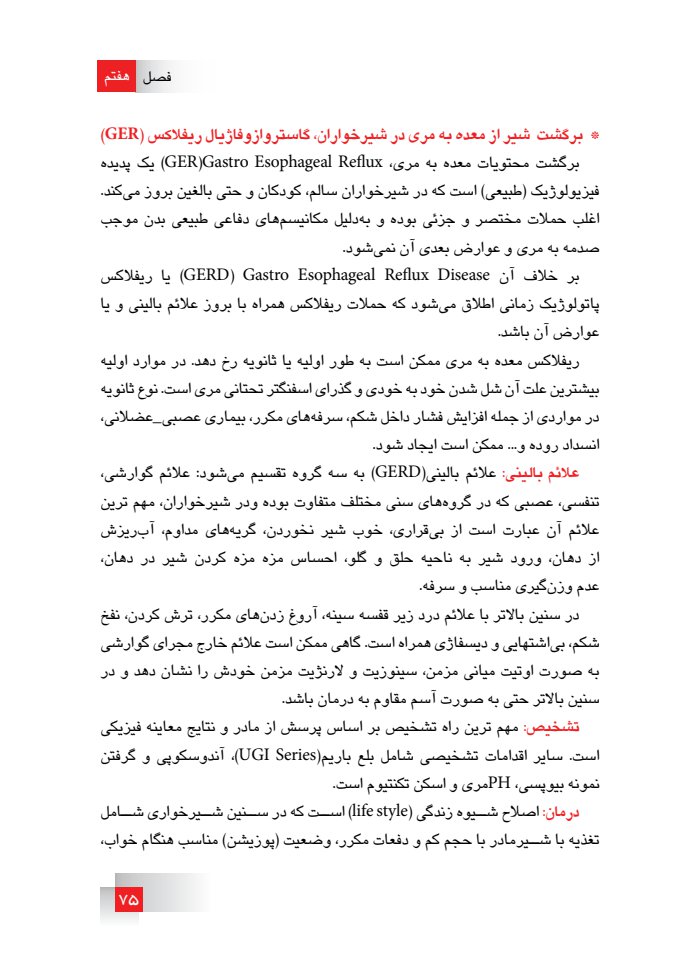 فصل هفتم
* برگشت شیر از معده به مری در شیرخواران، گاستروازوفاژیال ریفلاکس (GER)
برگشت محتویات معده به مری، GER)Gastro Esophageal Reflux) یک پدیده
فیزیولوژیک (طبیعی) است که در شیرخواران سالم، کودکان و حتی بالغین بروز می‌کند.
اغلب حملات مختصر و جزئی بوده و به‌دلیل مکانیسم‌های دفاعی طبیعی بدن موجب
صدمه به مری و عوارض بعدی آن نمی‌شود.
بر خلاف آن GERD) Gastro Esophageal Reflux Disease) یا ریفلاکس
پاتولوژیک زمانی اطلاق می‌شود که حملات ریفلاکس همراه با بروز علائم بالینی و یا
عوارض آن باشد.
ریفلاکس معده به مری ممکن است به طور اولیه یا ثانویه رخ دهد. در موارد اولیه
بیشترین علت آن شل شدن خود به خودی و گذرای اسفنگتر تحتانی مری است. نوع ثانویه
در مواردی از جمله افزایش فشار داخل شکم، سرفه‌های مکرر، بیماری عصبی_عضلانی،
انسداد روده و... ممکن است ایجاد شود.
علائم بالینی: علائم بالینی(GERD) به سه گروه تقسیم می‌شود: علائم گوارشی،
تنفسی، عصبی که در گروه‌های سنی مختلف متفاوت بوده ودر شیرخواران، مهم ترین
علائم آن عبارت است از بی‌قراری، خوب شیر نخوردن، گریه‌های مداوم، آب‌ریزش
از دهان، ورود شیر به ناحیه حلق و گلو، احساس مزه مزه کردن شیر در دهان،
عدم وزن‌گیری مناسب و سرفه.
در سنین بالاتر با علائم درد زیر قفسه سینه، آروغ زدن‌های مکرر، ترش کردن، نفخ
شکم، بی‌اشتهایی و دیسفاژی همراه است. گاهی ممکن است علائم خارج مجرای گوارشی
به صورت اوتیت میانی مزمن، سینوزیت و لارنژیت مزمن خودش را نشان دهد و در
سنین بالاتر حتی به صورت آسم مقاوم به درمان باشد.
تشخیص: مهم ترین راه تشخیص بر اساس پرسش از مادر و نتایج معاینه فیزیکی
است. سایر اقدامات تشخیصی شامل بلع باریم(UGI Series)، آندوسکوپی و گرفتن
نمونه بیوپسی، PHمری و اسکن تکنتیوم است.
درمان: اصلاح شیوه زندگی (life style) است که در سنین شیرخواری شامل
تغذیه با شیرمادر با حجم کم و دفعات مکرر، وضعیت (پوزیشن) مناسب هنگام خواب،
۷۵